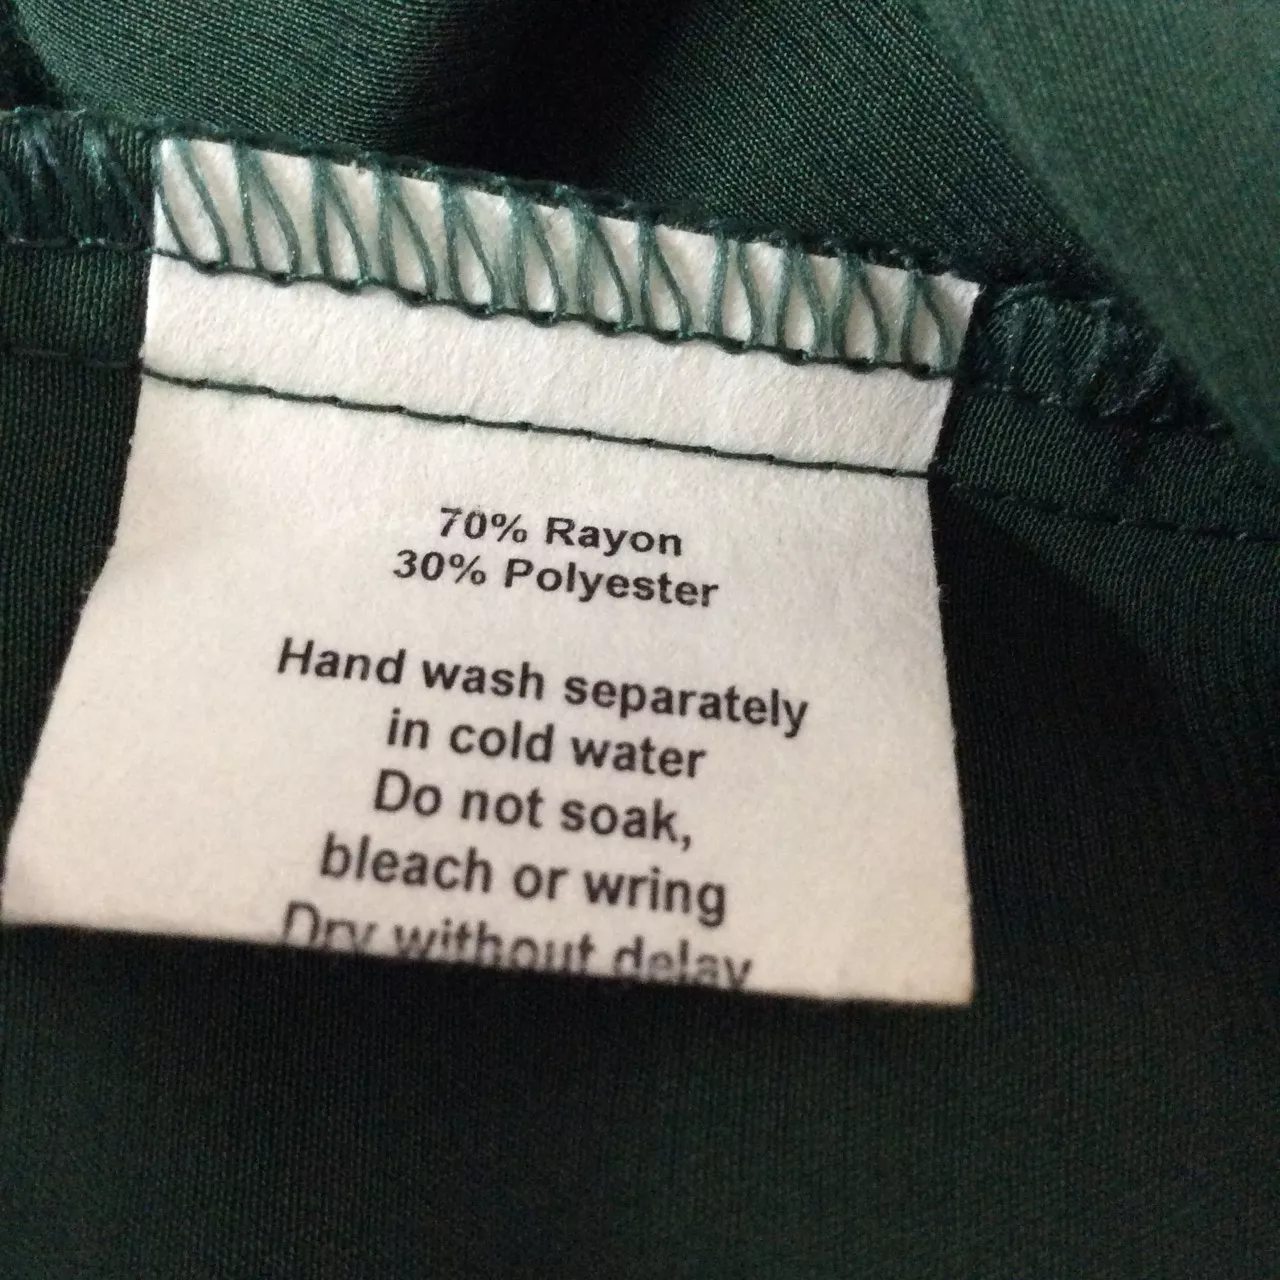 70% Rayon
30% Polyester
Hand wash separately
in cold water
Do not soak,
bleach or wring
Dry without delay